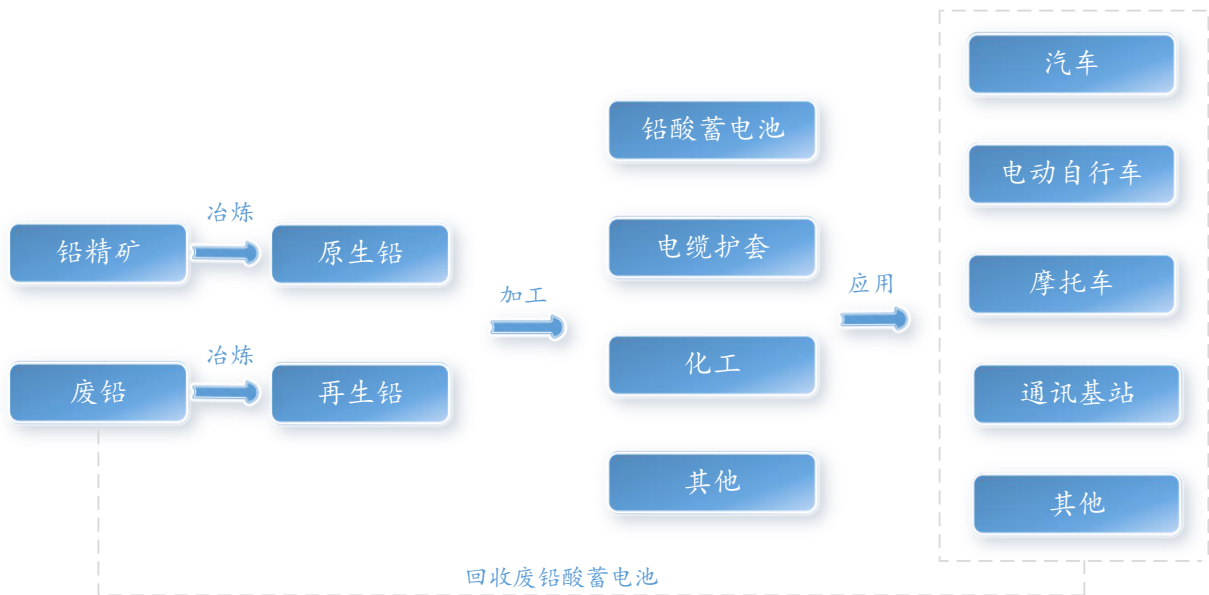 铅精矿
冶炼
原生铅
废铅
冶炼
再生铅
加工
铅酸蓄电池
电缆护套
化工
其他
应用
汽车
电动自行车
摩托车
通讯基站
其他
回收废铅酸蓄电池